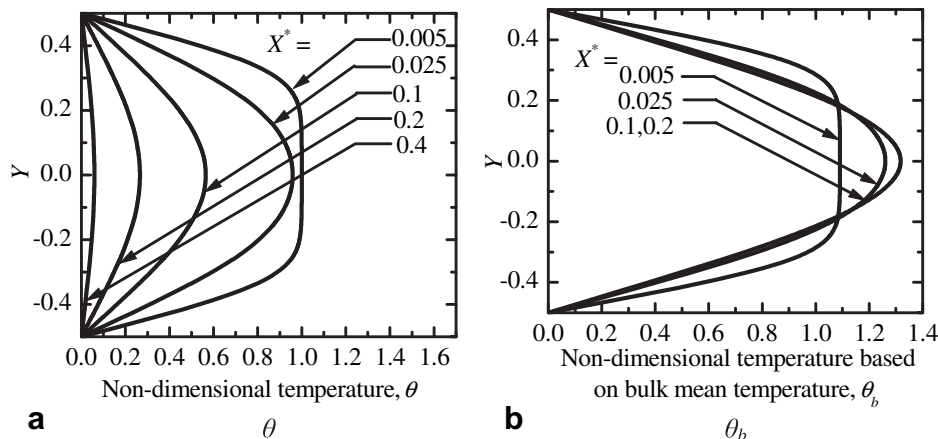 X* =
0.005
0.025
0.1
0.2
0.4
0.4
0.2
0.0
-0.2
-0.4
Y
0.0 0.2 0.4 0.6 0.8 1.0 1.2 1.4 1.6
Non-dimensional temperature, θ
a
θ
X* =
0.005
0.025
0.1,0.2
0.4
0.2
0.0
-0.2
-0.4
Y
0.0 0.2 0.4 0.6 0.8 1.0 1.2 1.4
Non-dimensional temperature based
on bulk mean temperature, θ_b
b
θ_b